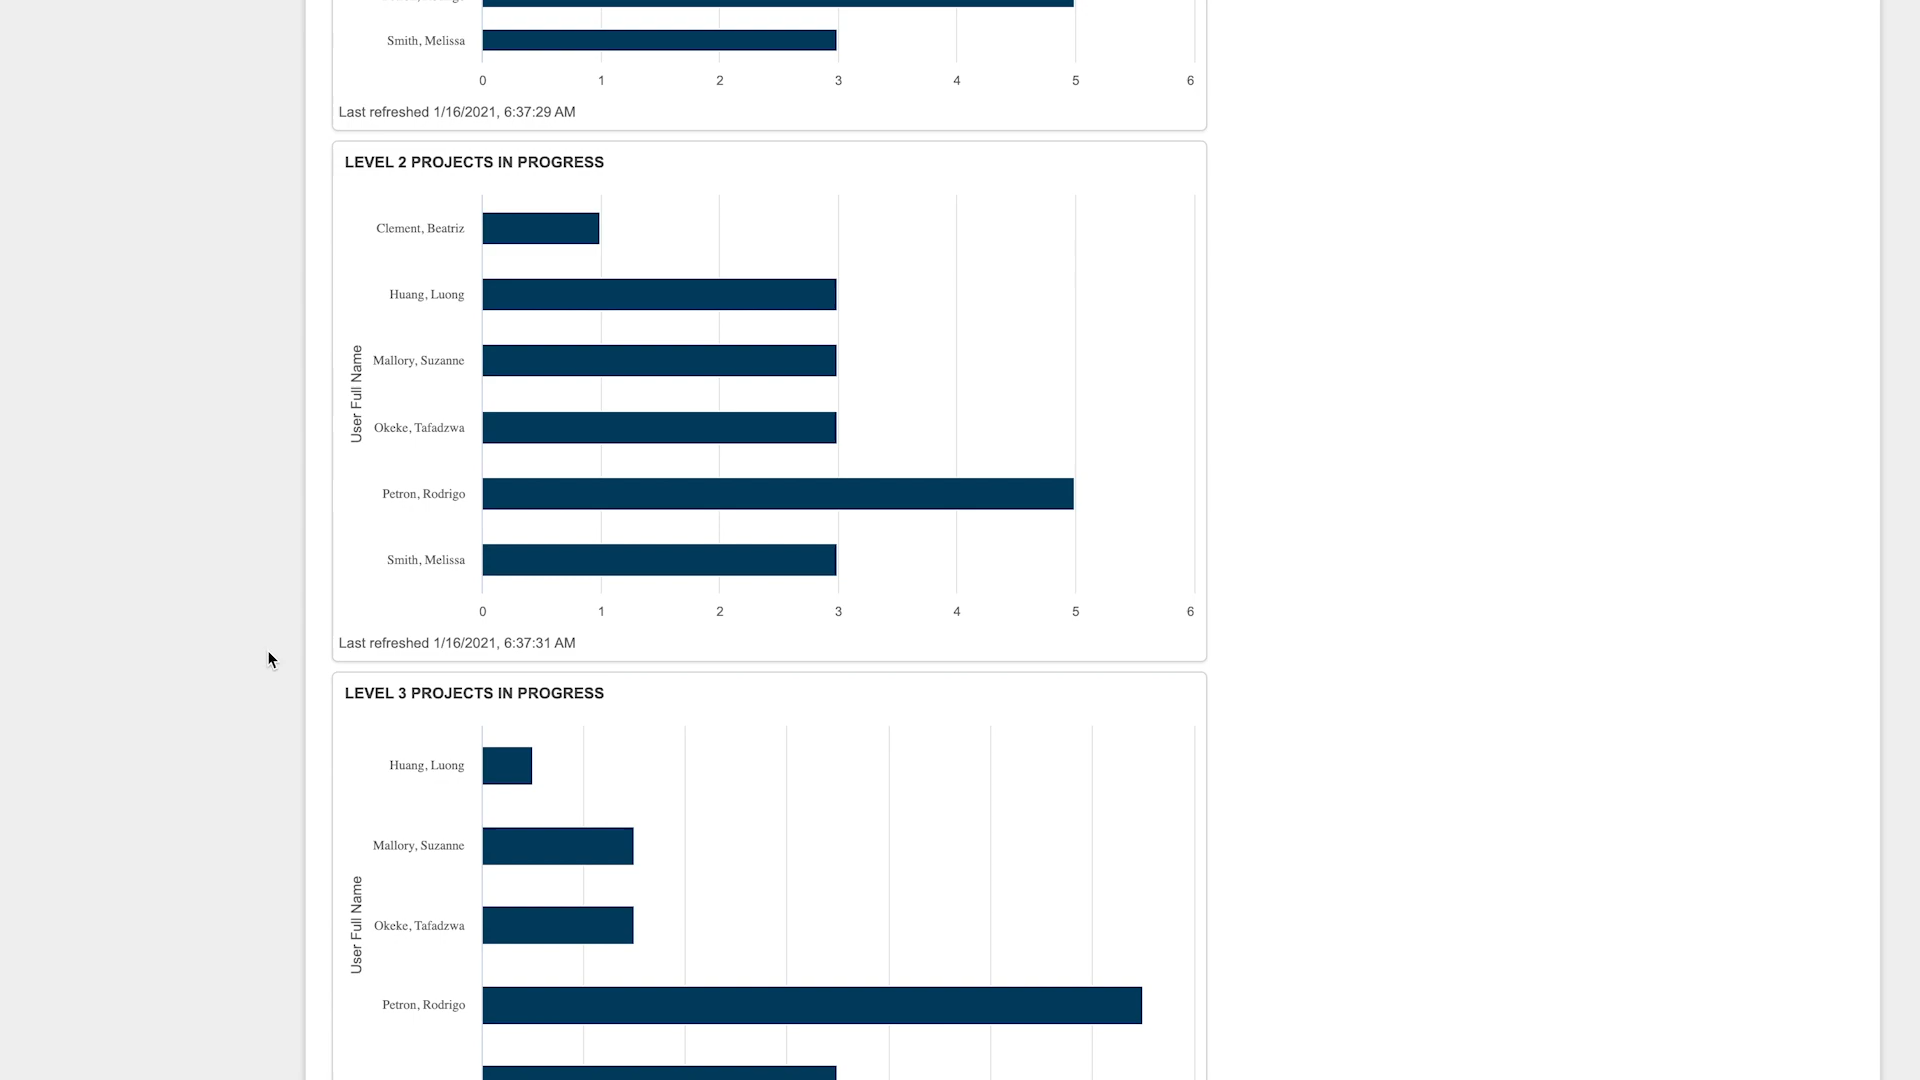 Smith, Melissa
0 1 2 3 4 5 6
Last refreshed 1/16/2021, 6:37:29 AM
LEVEL 2 PROJECTS IN PROGRESS
User Full Name
Clement, Beatriz
Huang, Luong
Mallory, Suzanne
Okeke, Tafadzwa
Petron, Rodrigo
Smith, Melissa
0 1 2 3 4 5 6
Last refreshed 1/16/2021, 6:37:31 AM
LEVEL 3 PROJECTS IN PROGRESS
User Full Name
Huang, Luong
Mallory, Suzanne
Okeke, Tafadzwa
Petron, Rodrigo